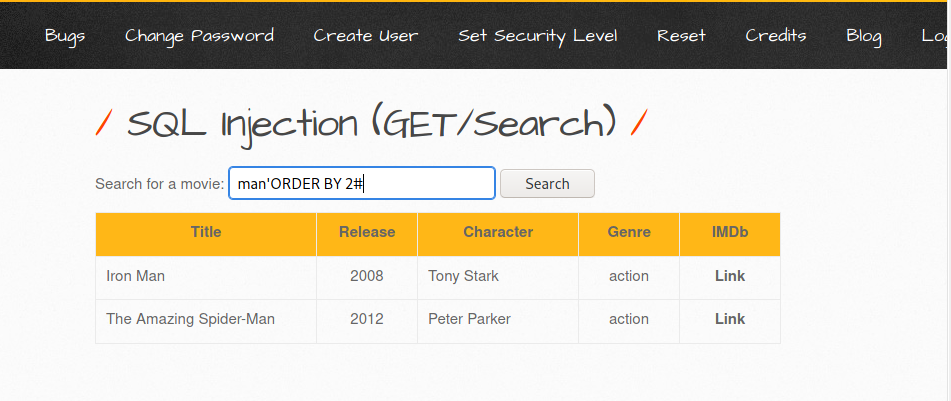 Bugs Change Password Create User Set Security Level Reset Credits Blog
/ SQL Injection (GET/Search) /
Search for a movie: man'ORDER BY 2# Search
Title Release Character Genre IMDb
Iron Man 2008 Tony Stark action Link
The Amazing Spider-Man 2012 Peter Parker action Link